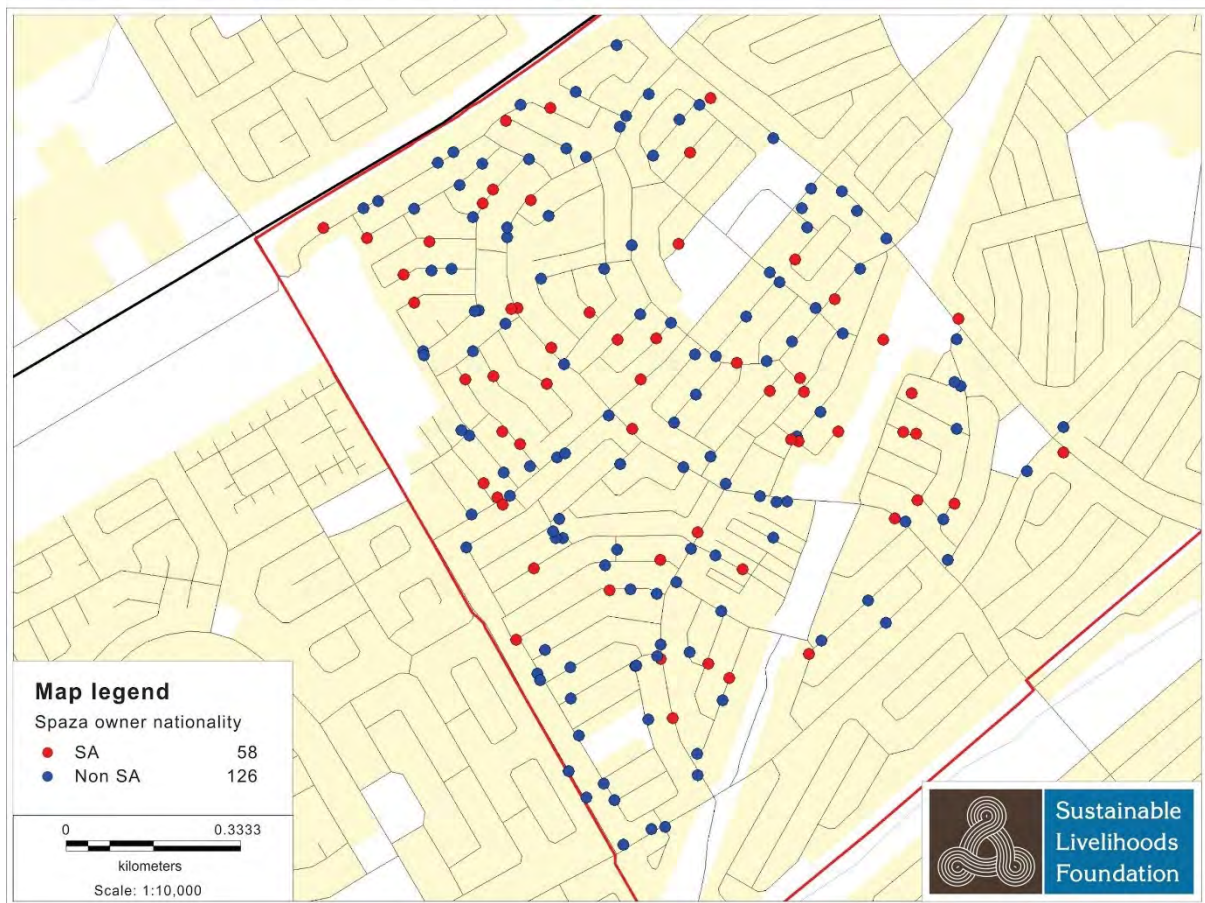 Map legend
Spaza owner nationality
SA 58
Non SA 126
0 0.3333
kilometers
Scale: 1:10,000
Sustainable
Livelihoods
Foundation